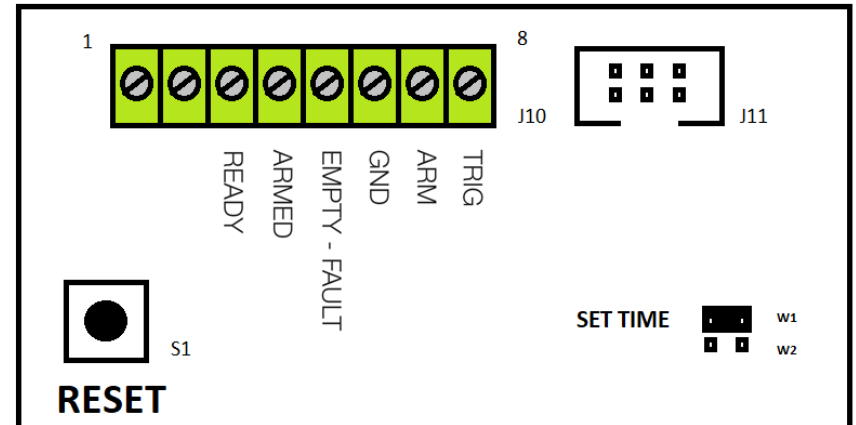 1
8
J10
J11
READY
ARMED
EMPTY - FAULT
GND
ARM
TRIG
SET TIME
W1
W2
S1
RESET